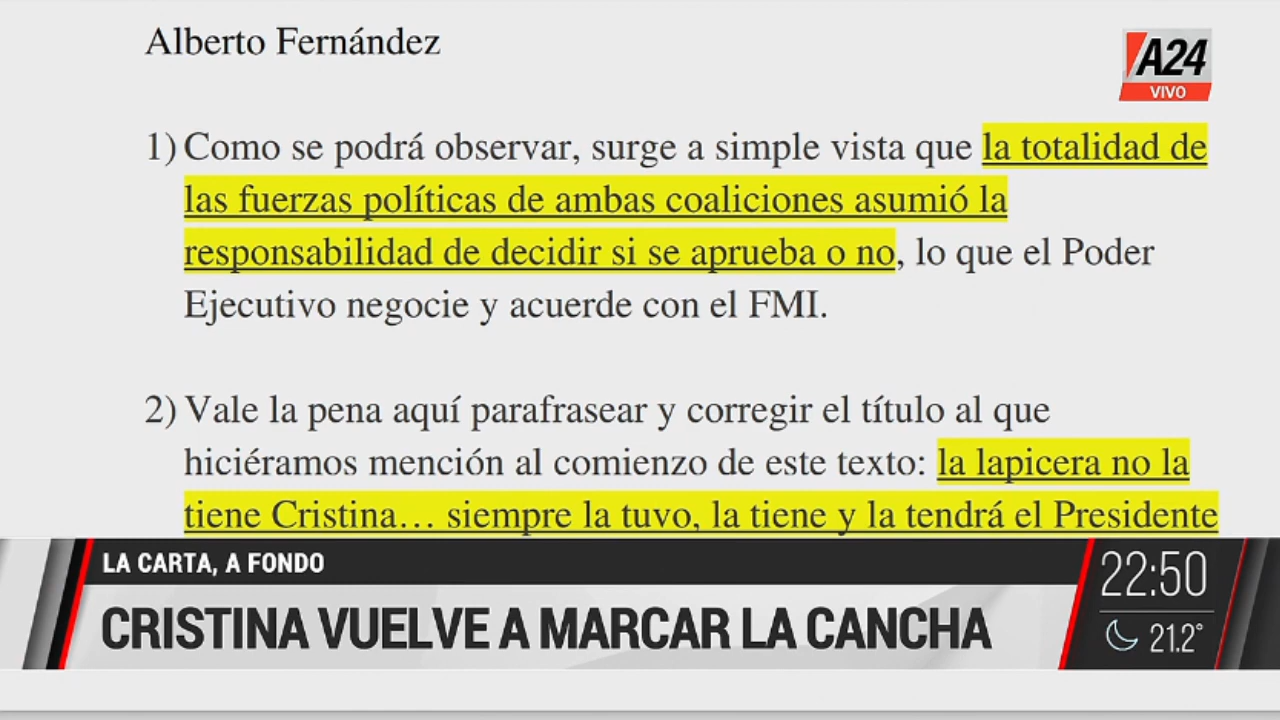 Alberto Fernández
A24
VIVO
1) Como se podrá observar, surge a simple vista que la totalidad de
las fuerzas políticas de ambas coaliciones asumió la
responsabilidad de decidir si se aprueba o no, lo que el Poder
Ejecutivo negocie y acuerde con el FMI.
2) Vale la pena aquí parafrasear y corregir el título al que
hiciéramos mención al comienzo de este texto: la lapicera no la
tiene Cristina… siempre la tuvo, la tiene y la tendrá el Presidente
LA CARTA, A FONDO
CRISTINA VUELVE A MARCAR LA CANCHA
22:50
21.2°